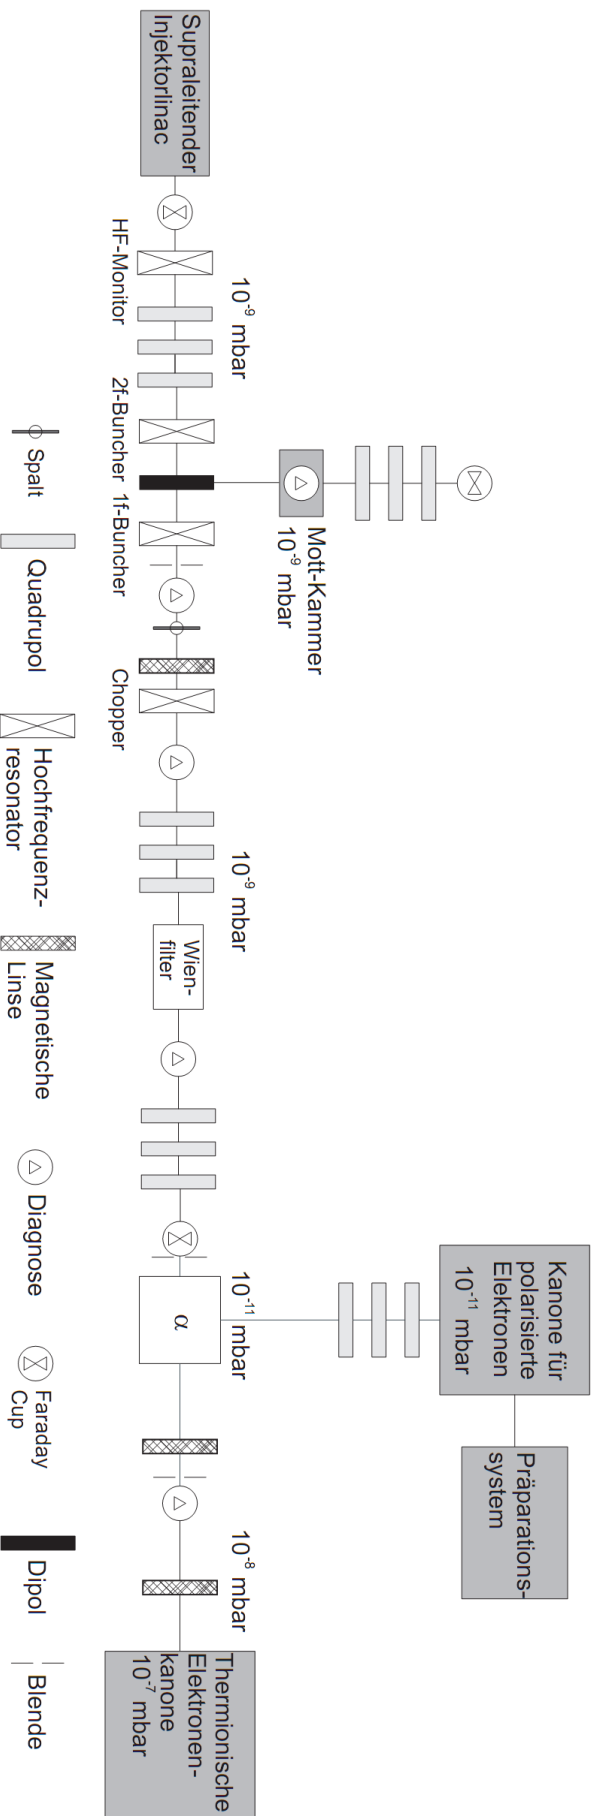 Supraleitender
Injektorlinac
HF-Monitor
10⁻⁹ mbar
2f-Buncher
1f-Buncher
Mott-Kammer
10⁻⁹ mbar
Chopper
10⁻⁹ mbar
Wien-
filter
α
10⁻¹¹ mbar
Kanone für
polarisierte
Elektronen
10⁻¹¹ mbar
Präparations-
system
10⁻⁸ mbar
Thermionische
Elektronen-
kanone
10⁻⁷ mbar
Spalt
Quadrupol
Hochfrequenz-
resonator
Magnetische
Linse
Diagnose
Faraday
Cup
Dipol
Blende